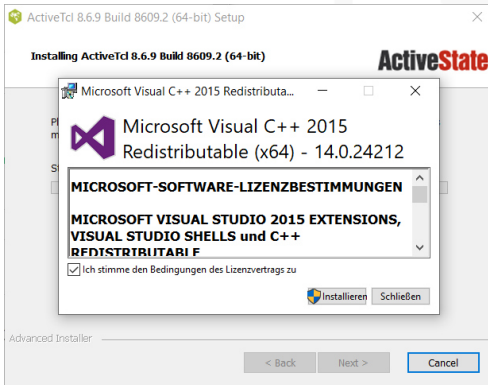 ActiveTcl 8.6.9 Build 8609.2 (64-bit) Setup
Installing ActiveTcl 8.6.9 Build 8609.2 (64-bit)
ActiveState
Microsoft Visual C++ 2015 Redistributa...
Microsoft Visual C++ 2015
Redistributable (x64) - 14.0.24212
MICROSOFT-SOFTWARE-LIZENZBESTIMMUNGEN
MICROSOFT VISUAL STUDIO 2015 EXTENSIONS,
VISUAL STUDIO SHELLS und C++
REDISTRIBUTABLE
Ich stimme den Bedingungen des Lizenzvertrags zu
Installieren Schließen
Advanced Installer
< Back Next > Cancel